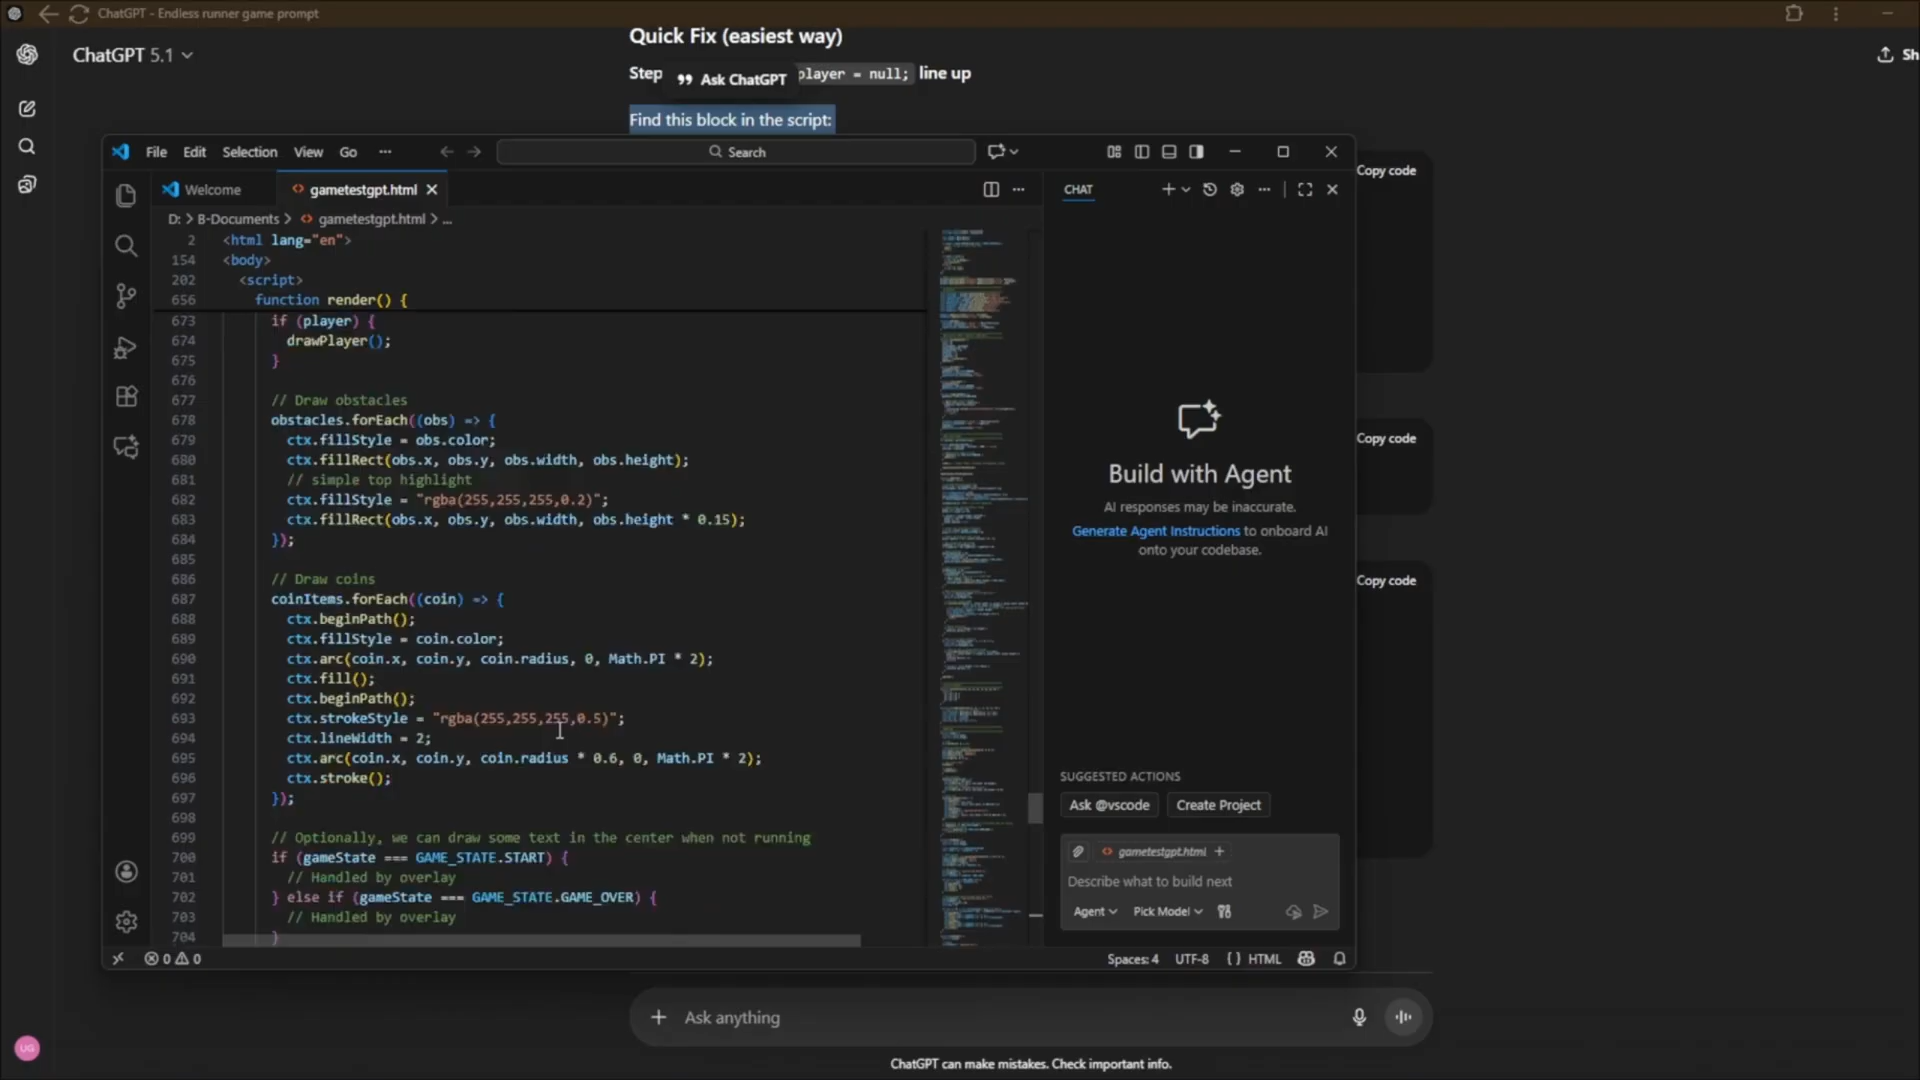 ChatGPT - Endless runner game prompt
ChatGPT 5.1
Sh
Quick Fix (easiest way)
Step
Ask ChatGPT
player = null; line up
Find this block in the script:
Copy code
Copy code
Copy code
File Edit Selection View Go ...
Search
Welcome
gametestgpt.html
D: > B-Documents > gametestgpt.html > ...
2 <html lang="en">
154 <body>
202 <script>
656 function render() {
673 if (player) {
674 drawPlayer();
675 }
676
677 // Draw obstacles
678 obstacles.forEach((obs) => {
679 ctx.fillStyle = obs.color;
680 ctx.fillRect(obs.x, obs.y, obs.width, obs.height);
681 // simple top highlight
682 ctx.fillStyle = "rgba(255,255,255,0.2)";
683 ctx.fillRect(obs.x, obs.y, obs.width, obs.height * 0.15);
684 });
685
686 // Draw coins
687 coinItems.forEach((coin) => {
688 ctx.beginPath();
689 ctx.fillStyle = coin.color;
690 ctx.arc(coin.x, coin.y, coin.radius, 0, Math.PI * 2);
691 ctx.fill();
692 ctx.beginPath();
693 ctx.strokeStyle = "rgba(255,255,255,0.5)";
694 ctx.lineWidth = 2;
695 ctx.arc(coin.x, coin.y, coin.radius * 0.6, 0, Math.PI * 2);
696 ctx.stroke();
697 });
698
699 // Optionally, we can draw some text in the center when not running
700 if (gameState === GAME_STATE.START) {
701 // Handled by overlay
702 } else if (gameState === GAME_STATE.GAME_OVER) {
703 // Handled by overlay
704 }
CHAT
Build with Agent
AI responses may be inaccurate.
Generate Agent Instructions to onboard AI
onto your codebase.
SUGGESTED ACTIONS
Ask @vscode
Create Project
gametestgpt.html +
Describe what to build next
Agent
Pick Model
0 0
Spaces: 4
UTF-8
{ } HTML
UG
Ask anything
ChatGPT can make mistakes. Check important info.